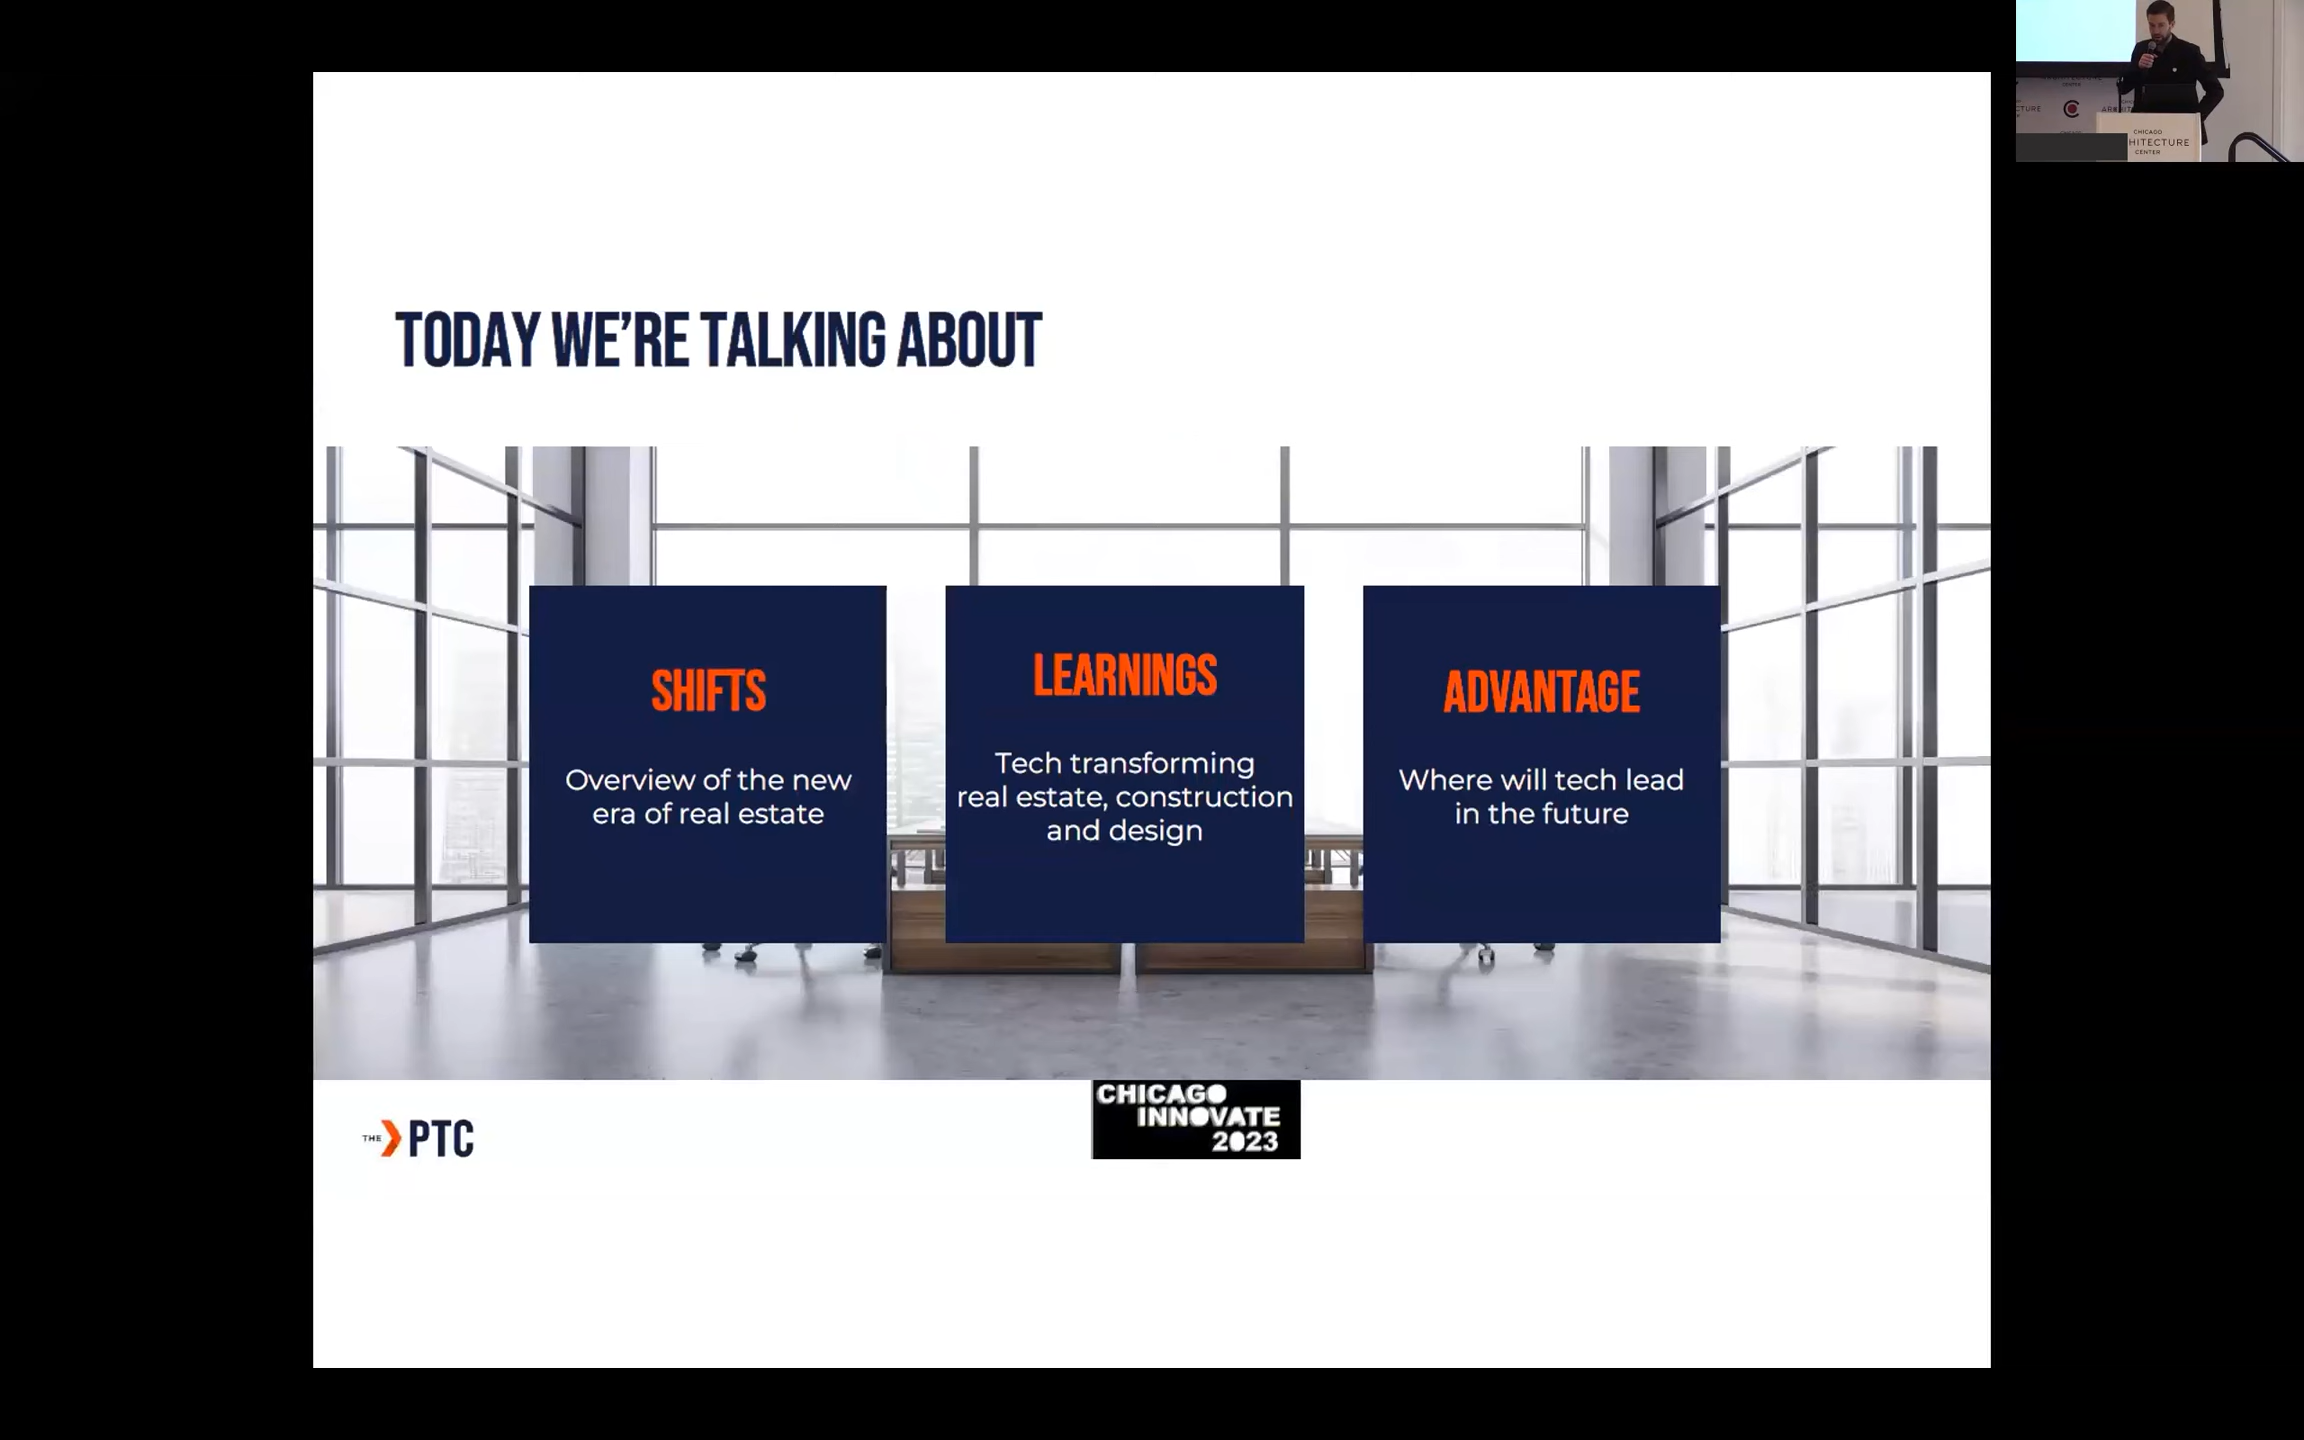 TODAY WE'RE TALKING ABOUT
SHIFTS
Overview of the new
era of real estate
LEARNINGS
Tech transforming
real estate, construction
and design
ADVANTAGE
Where will tech lead
in the future
THE PTC
CHICAGO
INNOVATE
2023
CHICAGO
HITECTURE
CENTER